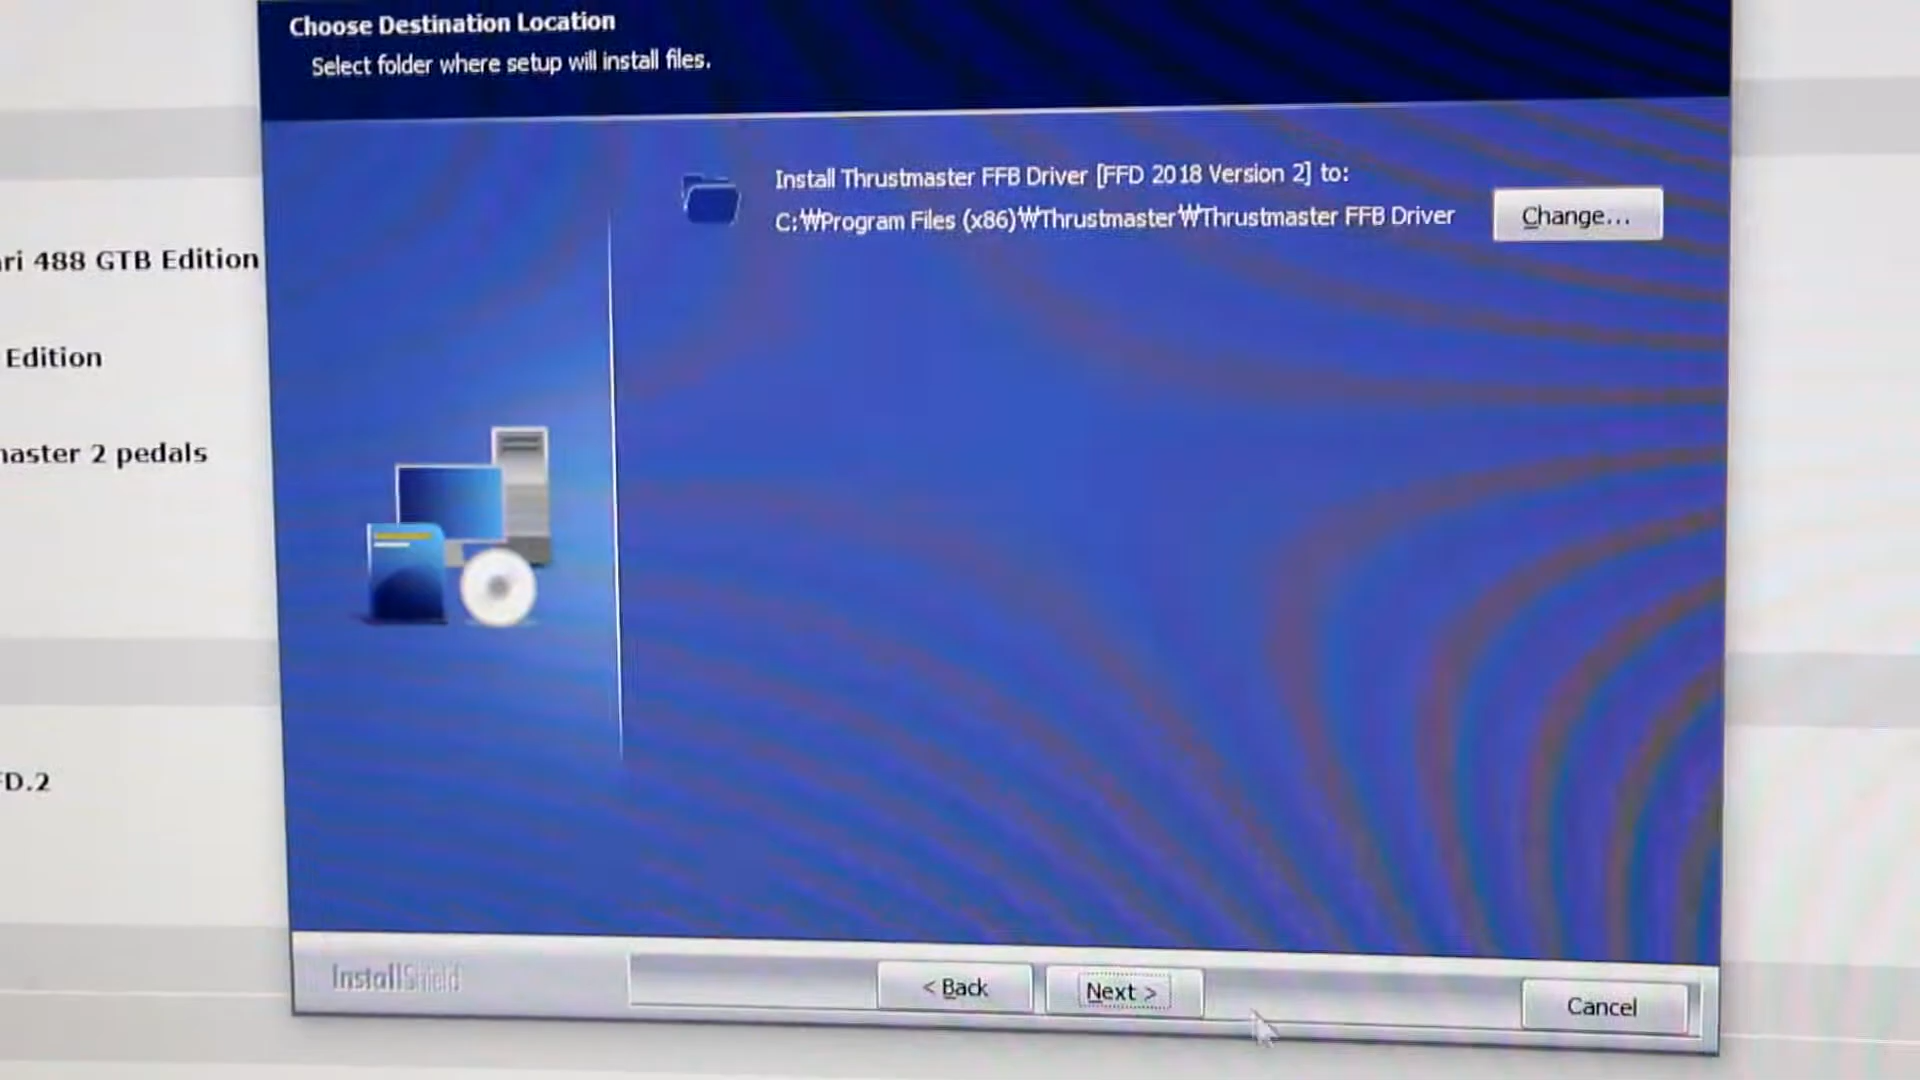 Choose Destination Location
Select folder where setup will install files.
Install Thrustmaster FFB Driver [FFD 2018 Version 2] to:
C:₩Program Files (x86)₩Thrustmaster₩Thrustmaster FFB Driver
Change...
ri 488 GTB Edition
Edition
master 2 pedals
D.2
InstallShield
< Back
Next >
Cancel